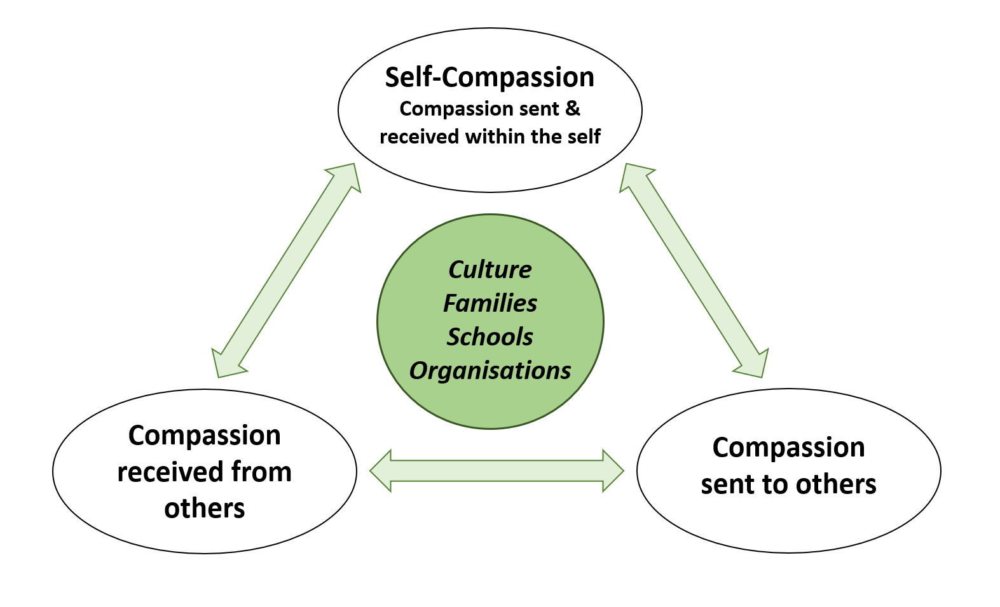 Self-Compassion
Compassion sent &
received within the self
Culture
Families
Schools
Organisations
Compassion
received from
others
Compassion
sent to others